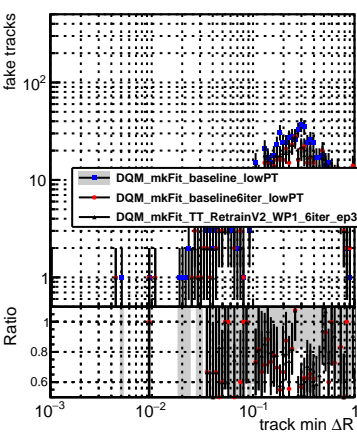 fake tracks
10²
10
1
DQM_mkFit_baseline_lowPT
DQM_mkFit_baseline6iter_lowPT
DQM_mkFit_TT_RetrainV2_WP1_6iter_ep3
Ratio
1
0.8
0.6
10⁻³ 10⁻² 10⁻¹ 1
track min ΔR